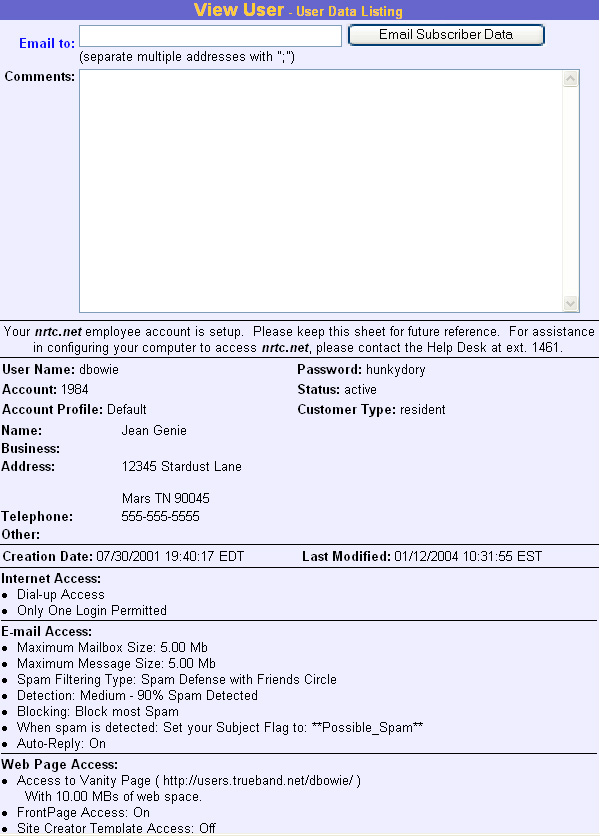 View User - User Data Listing
Email to: Email Subscriber Data
(separate multiple addresses with ";")
Comments:
Your nrtc.net employee account is setup. Please keep this sheet for future reference. For assistance
in configuring your computer to access nrtc.net, please contact the Help Desk at ext. 1461.
User Name: dbowie Password: hunkydory
Account: 1984 Status: active
Account Profile: Default Customer Type: resident
Name: Jean Genie
Business:
Address: 12345 Stardust Lane
Mars TN 90045
Telephone: 555-555-5555
Other:
Creation Date: 07/30/2001 19:40:17 EDT Last Modified: 01/12/2004 10:31:55 EST
Internet Access:
• Dial-up Access
• Only One Login Permitted
E-mail Access:
• Maximum Mailbox Size: 5.00 Mb
• Maximum Message Size: 5.00 Mb
• Spam Filtering Type: Spam Defense with Friends Circle
• Detection: Medium - 90% Spam Detected
• Blocking: Block most Spam
• When spam is detected: Set your Subject Flag to: **Possible_Spam**
• Auto-Reply: On
Web Page Access:
• Access to Vanity Page ( http://users.trueband.net/dbowie/ )
With 10.00 MBs of web space.
• FrontPage Access: On
• Site Creator Template Access: Off